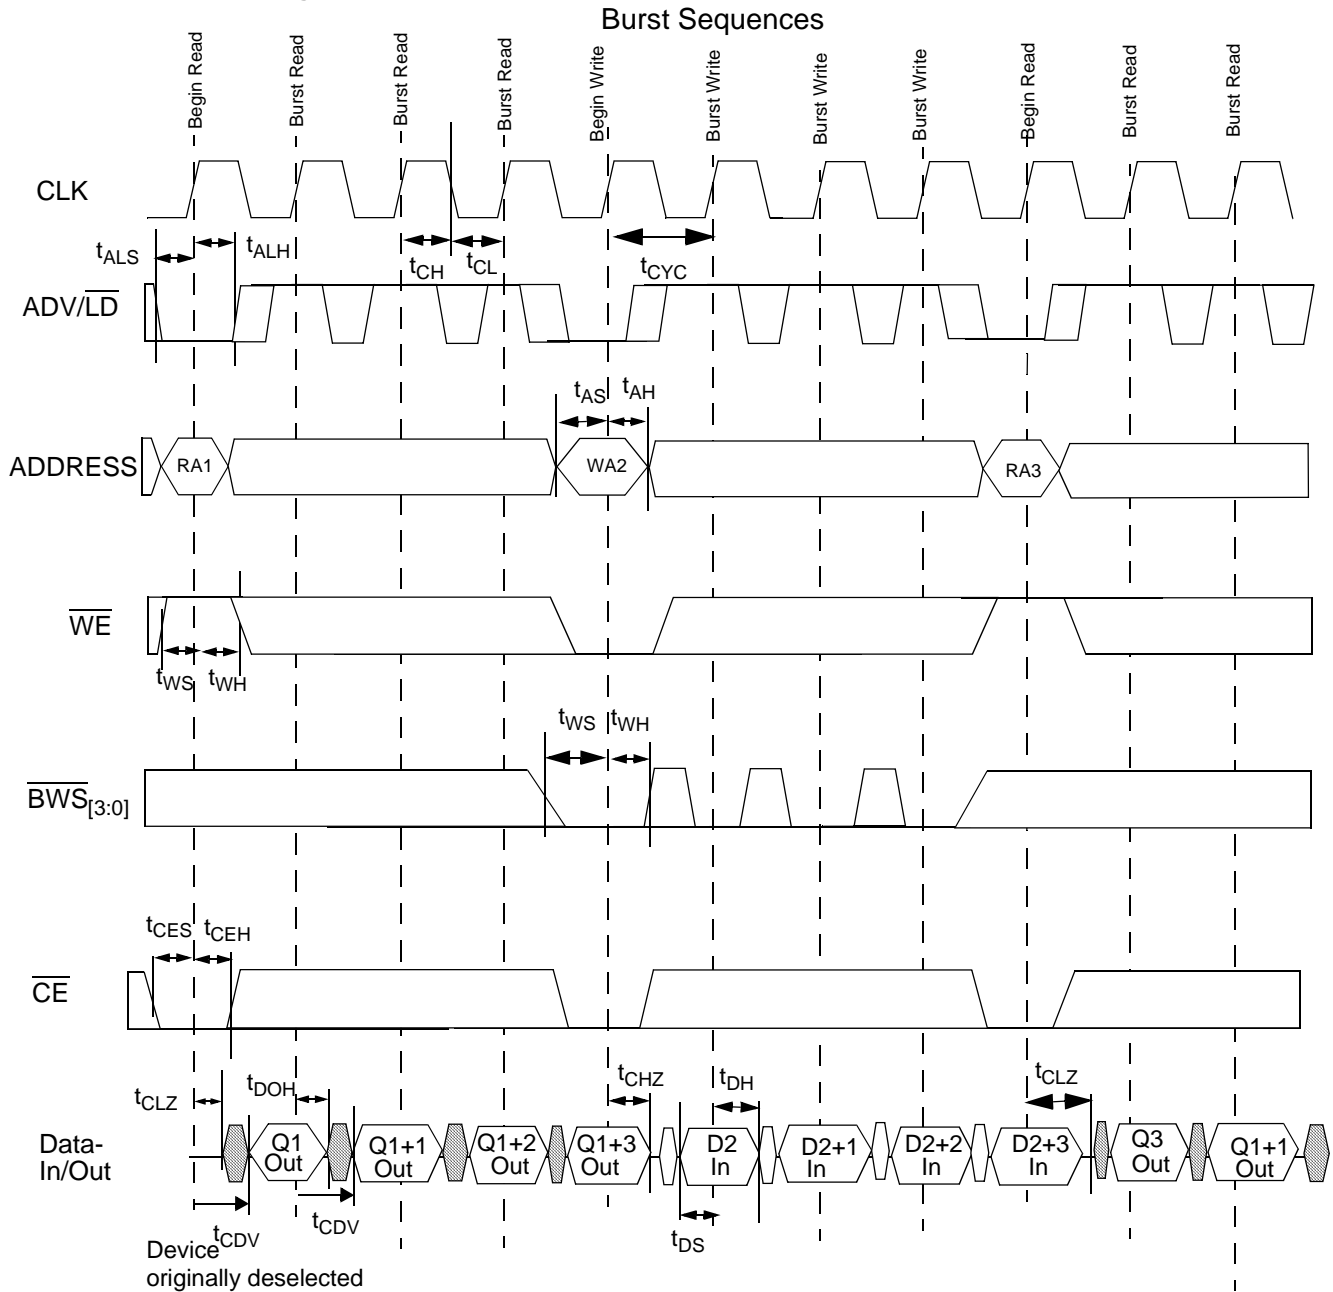 Burst Sequences
Begin Read
Burst Read
Burst Read
Burst Read
Begin Write
Burst Write
Burst Write
Burst Write
Begin Read
Burst Read
Burst Read
CLK
tALS
tALH
tCH
tCL
tCYC
ADV/LD
tAS
tAH
ADDRESS
RA1
WA2
RA3
WE
tWS
tWH
tWS
tWH
BWS[3:0]
tCES
tCEH
CE
tCLZ
tDOH
tCHZ
tDH
tCLZ
Data-
In/Out
Q1
Out
Q1+1
Out
Q1+2
Out
Q1+3
Out
D2
In
D2+1
In
D2+2
In
D2+3
In
Q3
Out
Q1+1
Out
tCDV
tCDV
tDS
Device
originally deselected